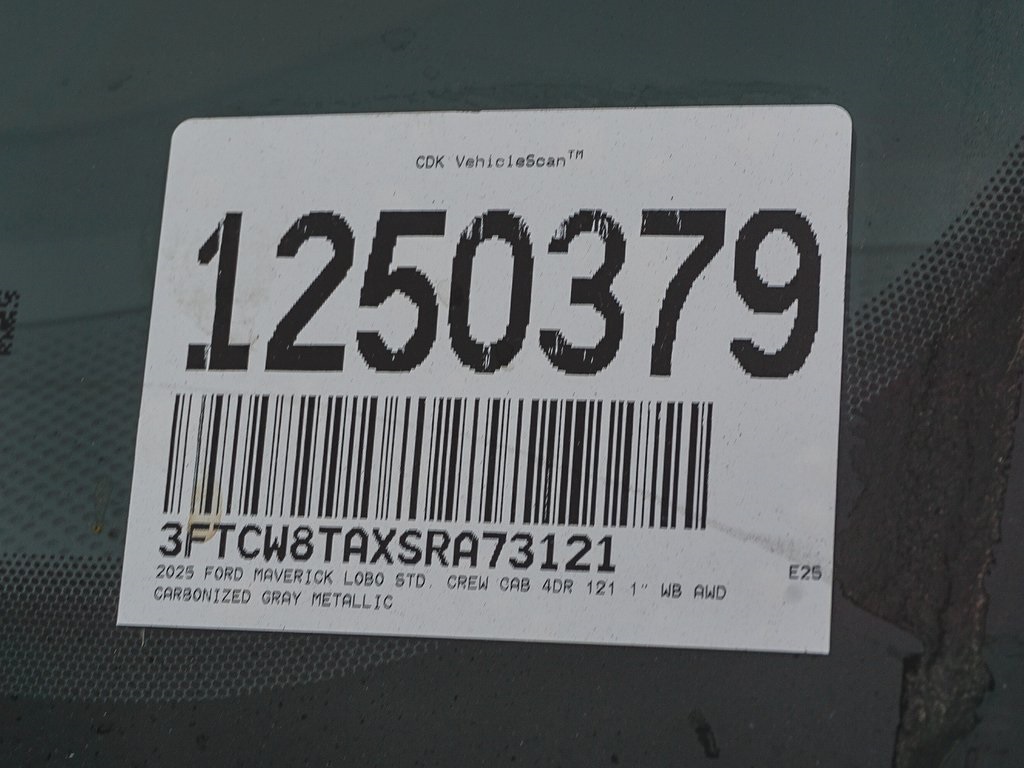 CDK VehicleScan™
1250379
3FTCW8TAXSRA73121
2025 FORD MAVERICK LOBO STD. CREW CAB 4DR 121 1" WB AWD
E25
CARBONIZED GRAY METALLIC